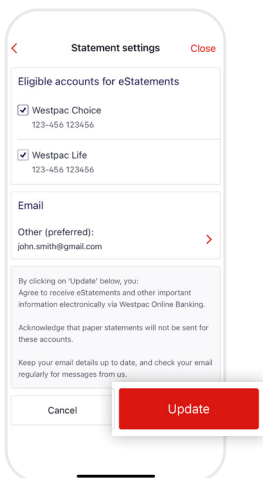 Statement settings Close
Eligible accounts for eStatements
Westpac Choice
123-456 123456
Westpac Life
123-456 123456
Email
Other (preferred):
john.smith@gmail.com
By clicking on 'Update' below, you:
Agree to receive eStatements and other important
information electronically via Westpac Online Banking.
Acknowledge that paper statements will not be sent for
these accounts.
Keep your email details up to date, and check your email
regularly for messages from us.
Cancel Update